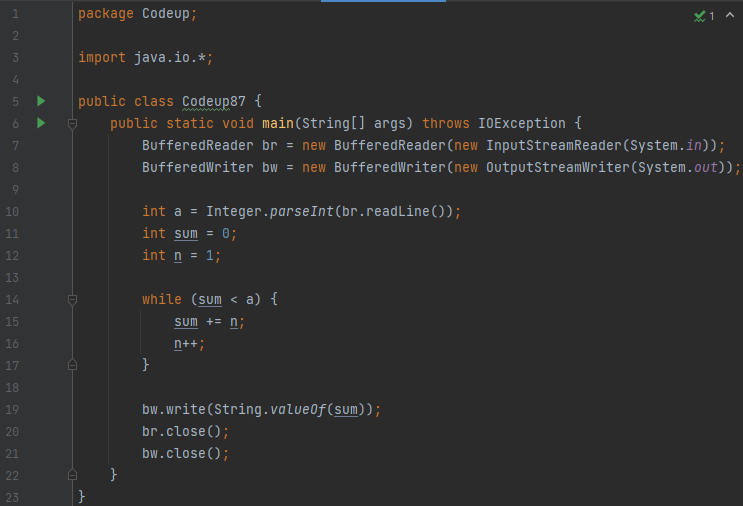 1 package Codeup;
2
3 import java.io.*;
4
5 public class Codeup87 {
6 public static void main(String[] args) throws IOException {
7 BufferedReader br = new BufferedReader(new InputStreamReader(System.in));
8 BufferedWriter bw = new BufferedWriter(new OutputStreamWriter(System.out));
9
10 int a = Integer.parseInt(br.readLine());
11 int sum = 0;
12 int n = 1;
13
14 while (sum < a) {
15 sum += n;
16 n++;
17 }
18
19 bw.write(String.valueOf(sum));
20 br.close();
21 bw.close();
22 }
23 }
1